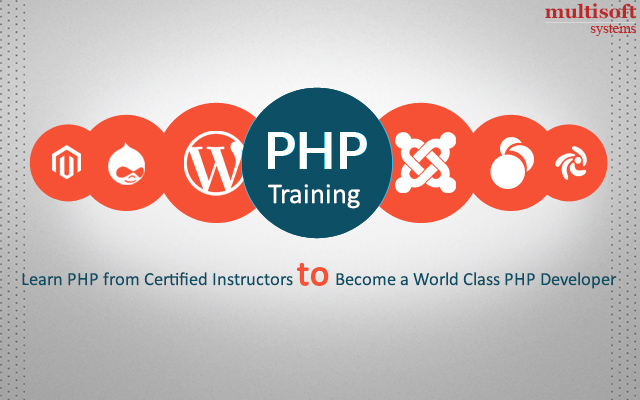 multisoft
systems
PHP
Training
Learn PHP from Certified Instructors to Become a World Class PHP Developer